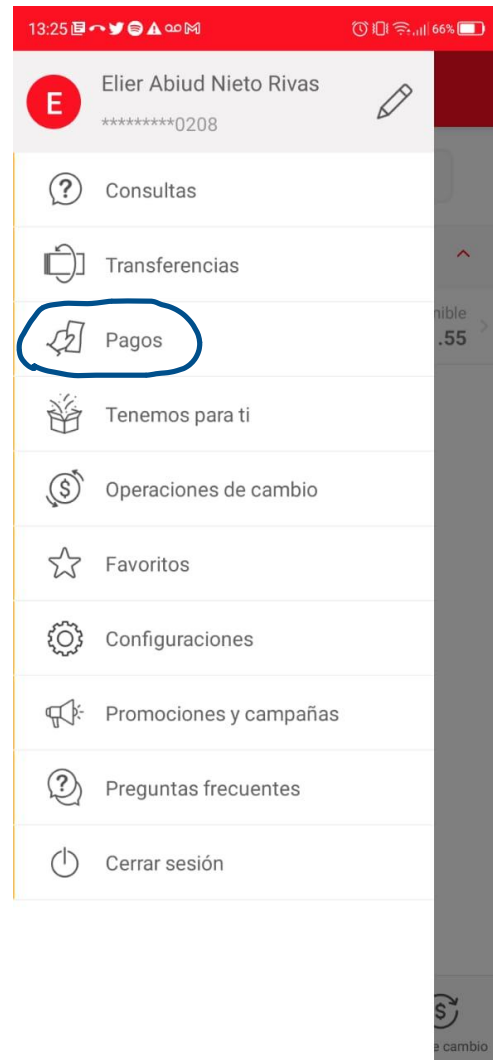 13:25 66%
E
Elier Abiud Nieto Rivas
*********0208
Consultas
Transferencias
Pagos
nible
.55
Tenemos para ti
Operaciones de cambio
Favoritos
Configuraciones
Promociones y campañas
Preguntas frecuentes
Cerrar sesión
e cambio